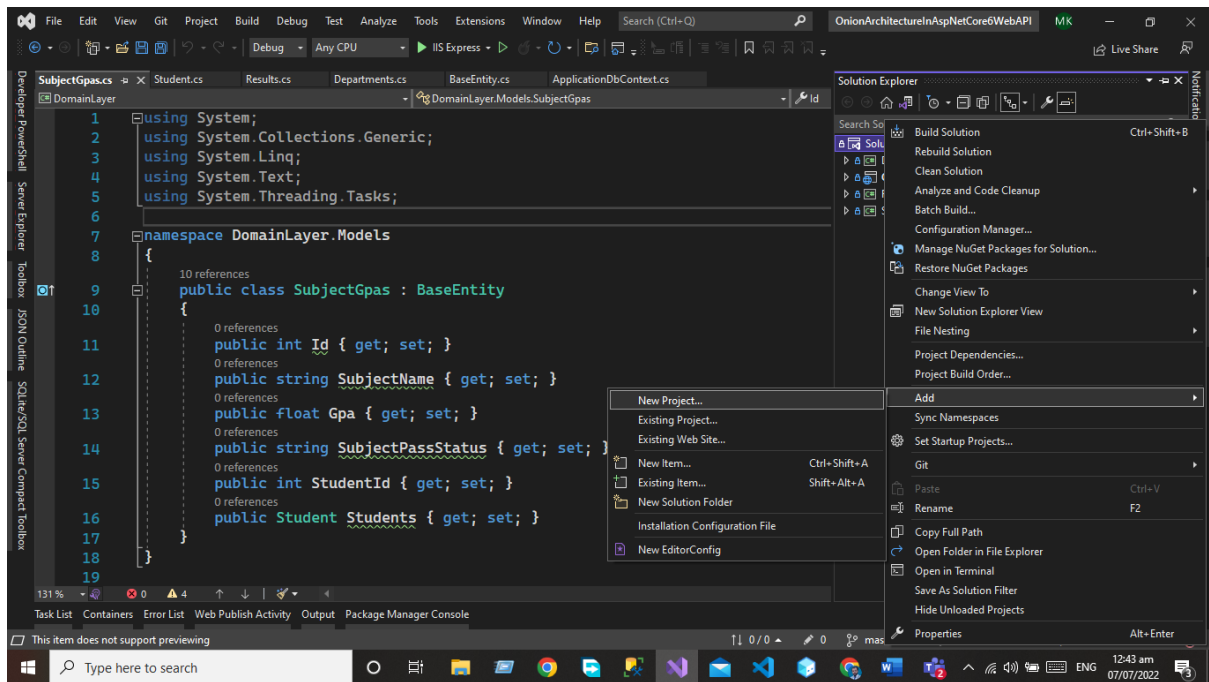 File Edit View Git Project Build Debug Test Analyze Tools Extensions Window Help Search (Ctrl+Q) OnionArchitectureInAspNetCore6WebAPI MK
Debug Any CPU IIS Express Live Share
SubjectGpas.cs Student.cs Results.cs Departments.cs BaseEntity.cs ApplicationDbContext.cs
DomainLayer DomainLayer.Models.SubjectGpas Id
Developer PowerShell
Server Explorer
Toolbox
JSON Outline
SQLite/SQL Server Compact Toolbox
1 using System;
2 using System.Collections.Generic;
3 using System.Linq;
4 using System.Text;
5 using System.Threading.Tasks;
6
7 namespace DomainLayer.Models
8 {
10 references
9 public class SubjectGpas : BaseEntity
10 {
0 references
11 public int Id { get; set; }
0 references
12 public string SubjectName { get; set; }
0 references
13 public float Gpa { get; set; }
0 references
14 public string SubjectPassStatus { get; set; }
0 references
15 public int StudentId { get; set; }
0 references
16 public Student Students { get; set; }
17 }
18 }
19
131 % 0 4
Task List Containers Error List Web Publish Activity Output Package Manager Console
This item does not support previewing 0 / 0 0
Solution Explorer
Search
Build Solution Ctrl+Shift+B
Rebuild Solution
Clean Solution
Analyze and Code Cleanup
Batch Build...
Configuration Manager...
Manage NuGet Packages for Solution...
Restore NuGet Packages
Change View To
New Solution Explorer View
File Nesting
Project Dependencies...
Project Build Order...
Add
Sync Namespaces
Set Startup Projects...
Git
Paste Ctrl+V
Rename F2
Copy Full Path
Open Folder in File Explorer
Open in Terminal
Save As Solution Filter
Hide Unloaded Projects
Properties Alt+Enter
New Project...
Existing Project...
Existing Web Site...
New Item... Ctrl+Shift+A
Existing Item... Shift+Alt+A
New Solution Folder
Installation Configuration File
New EditorConfig
Type here to search
2
ENG
12:43 am
07/07/2022
3